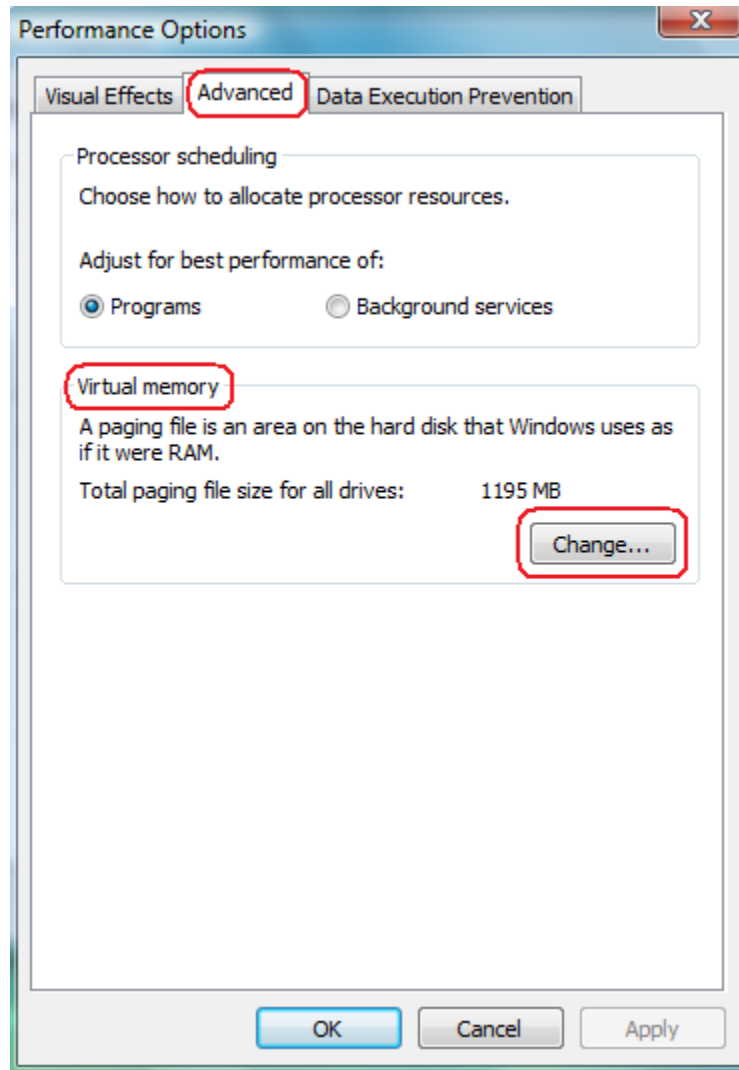 Performance Options
X
Visual Effects Advanced Data Execution Prevention
Processor scheduling
Choose how to allocate processor resources.
Adjust for best performance of:
Programs Background services
Virtual memory
A paging file is an area on the hard disk that Windows uses as
if it were RAM.
Total paging file size for all drives: 1195 MB
Change...
OK Cancel Apply